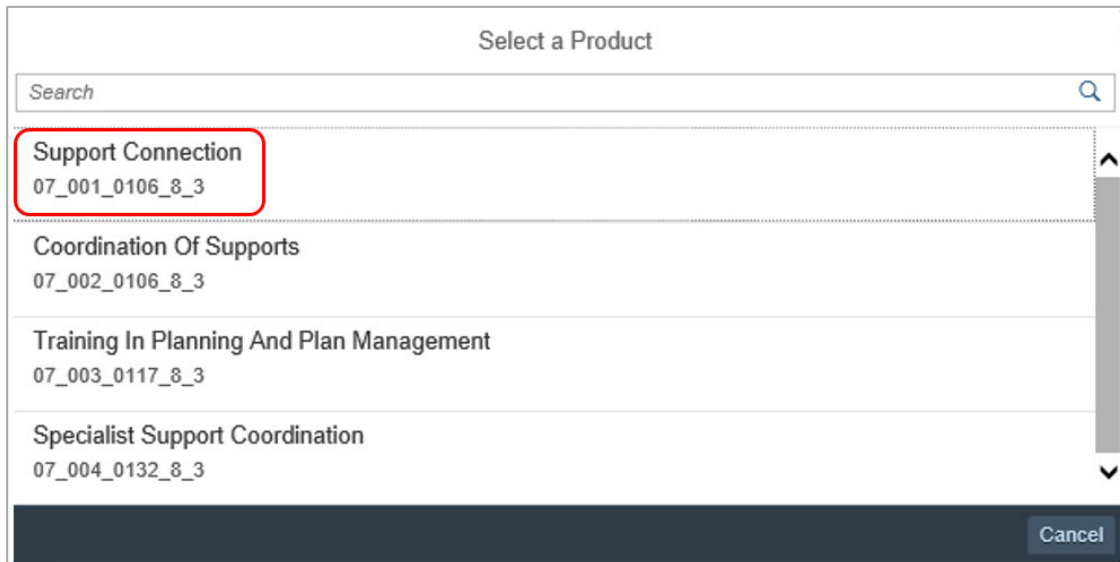 Select a Product
Search
Support Connection
07_001_0106_8_3
Coordination Of Supports
07_002_0106_8_3
Training In Planning And Plan Management
07_003_0117_8_3
Specialist Support Coordination
07_004_0132_8_3
Cancel